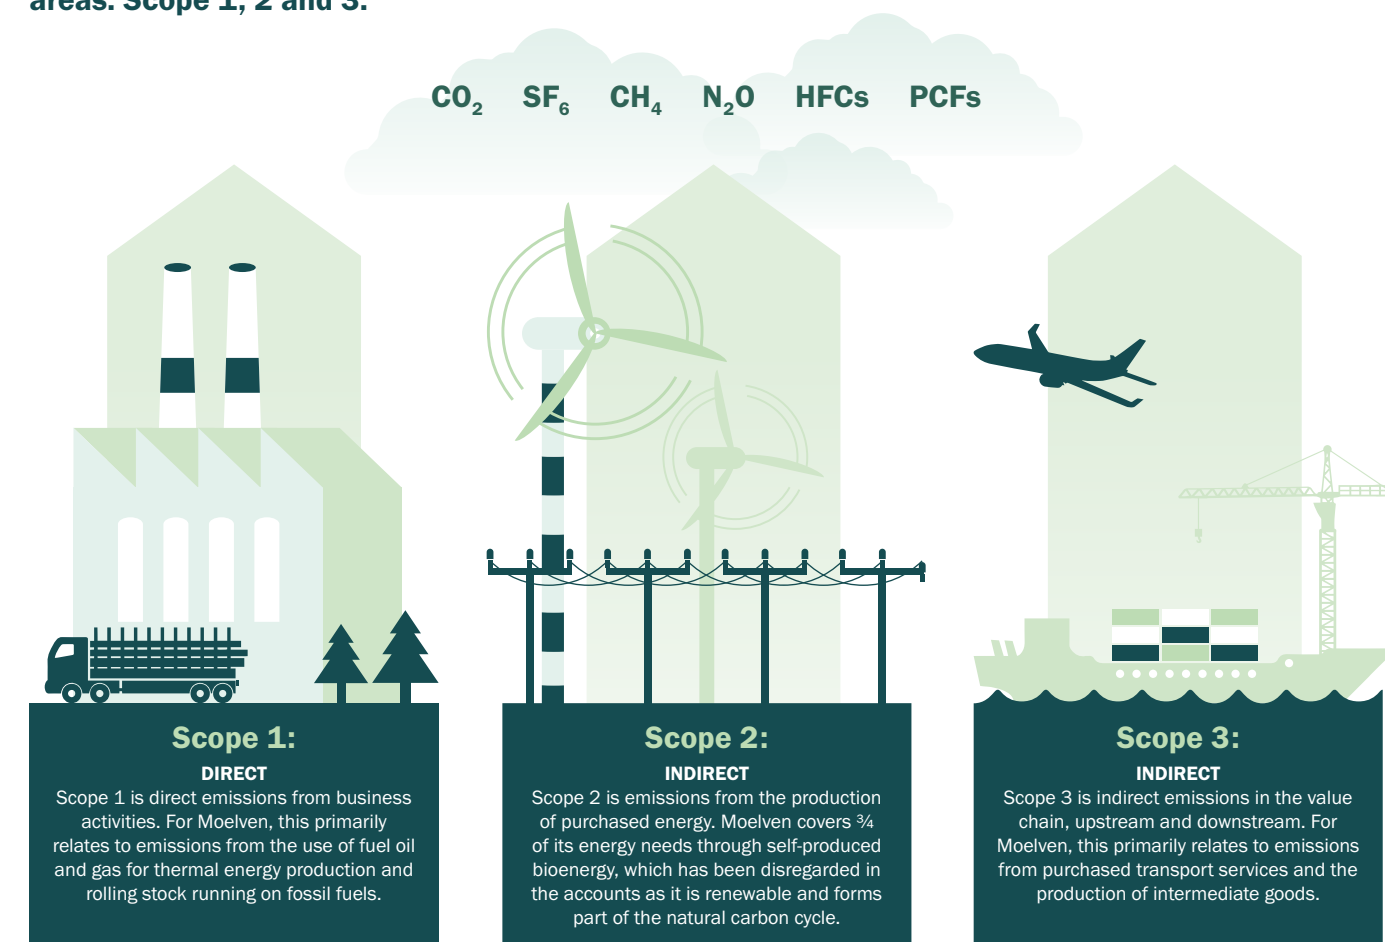 areas. Scope 1, 2 and 3.
CO2 SF6 CH4 N2O HFCs PCFs
Scope 1:
DIRECT
Scope 1 is direct emissions from business
activities. For Moelven, this primarily
relates to emissions from the use of fuel oil
and gas for thermal energy production and
rolling stock running on fossil fuels.
Scope 2:
INDIRECT
Scope 2 is emissions from the production
of purchased energy. Moelven covers ¾
of its energy needs through self-produced
bioenergy, which has been disregarded in
the accounts as it is renewable and forms
part of the natural carbon cycle.
Scope 3:
INDIRECT
Scope 3 is indirect emissions in the value
chain, upstream and downstream. For
Moelven, this primarily relates to emissions
from purchased transport services and the
production of intermediate goods.